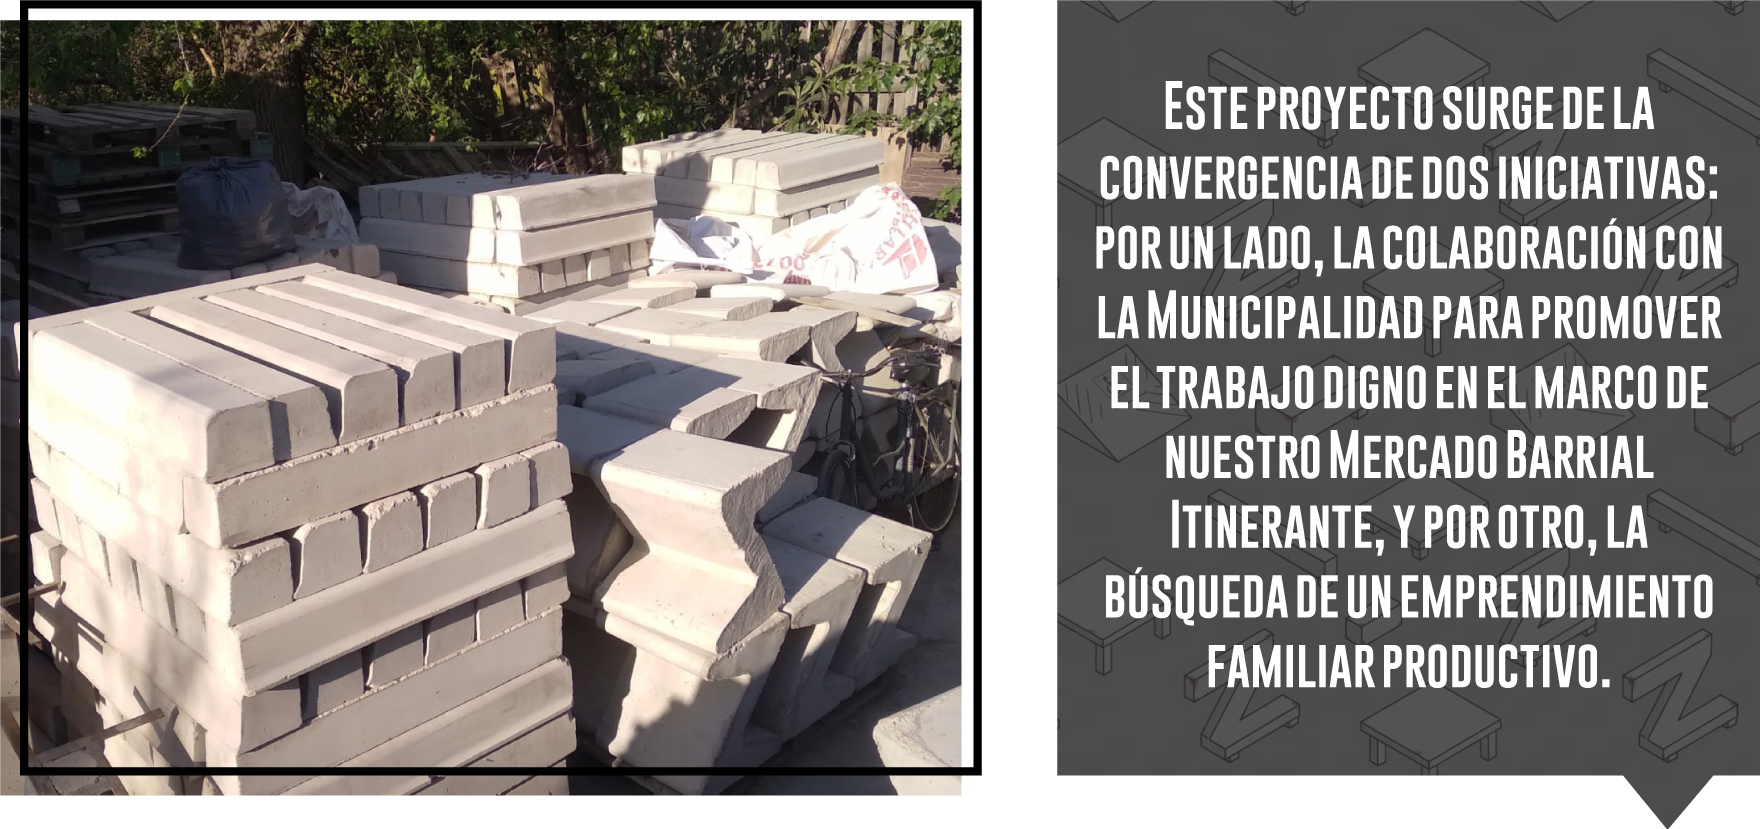 Este proyecto surge de la
convergencia de dos iniciativas:
por un lado, la colaboración con
la Municipalidad para promover
el trabajo digno en el marco de
nuestro Mercado Barrial
Itinerante, y por otro, la
búsqueda de un emprendimiento
familiar productivo.